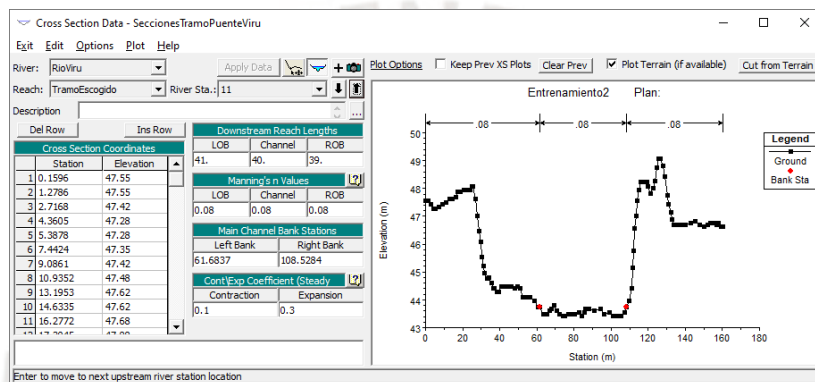 Cross Section Data - SeccionesTramoPuenteViru
Exit Edit Options Plot Help
River: RioViru Apply Data
Reach: TramoEscogido River Sta.: 11
Description ...
Del Row Ins Row
Cross Section Coordinates
Station Elevation
1 0.1596 47.55
2 1.2786 47.55
3 2.7168 47.42
4 4.3605 47.28
5 5.3878 47.28
6 7.4424 47.35
7 9.0861 47.42
8 10.9352 47.48
9 13.1953 47.62
10 14.6335 47.62
11 16.2772 47.68
Downstream Reach Lengths
LOB Channel ROB
41. 40. 39.
Manning's n Values
LOB Channel ROB
0.08 0.08 0.08
Main Channel Bank Stations
Left Bank Right Bank
61.6837 108.5284
Cont\Exp Coefficient (Steady
Contraction Expansion
0.1 0.3
Plot Options Keep Prev XS Plots Clear Prev Plot Terrain (if available) Cut from Terrain
Entrenamiento2 Plan:
.08 .08 .08
Legend
Ground
Bank Sta
Elevation (m)
50
49
48
47
46
45
44
43
0 20 40 60 80 100 120 140 160 180
Station (m)
Enter to move to next upstream river station location